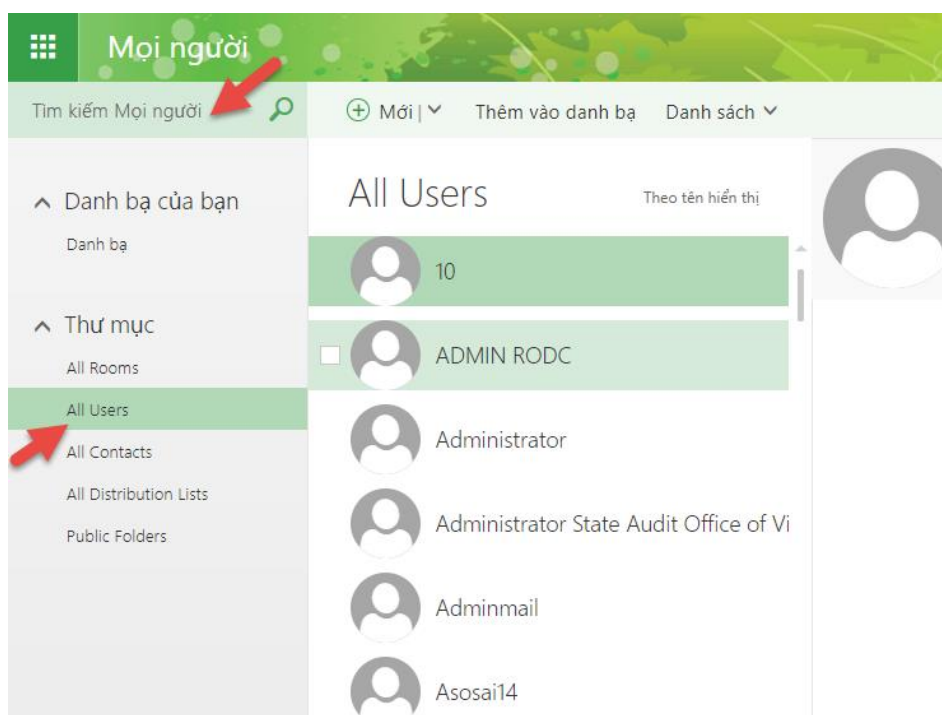 Mọi người
Tìm kiếm Mọi người
Mới
Thêm vào danh bạ
Danh sách
Danh bạ của bạn
Danh bạ
Thư mục
All Rooms
All Users
All Contacts
All Distribution Lists
Public Folders
All Users
Theo tên hiển thị
10
ADMIN RODC
Administrator
Administrator State Audit Office of Vi
Adminmail
Asosai14